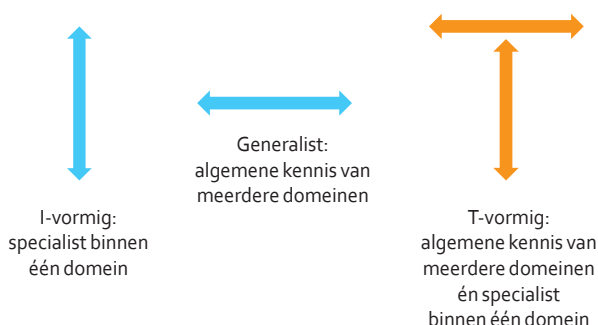 Generalist:
algemene kennis van
meerdere domeinen
I-vormig:
specialist binnen
één domein
T-vormig:
algemene kennis van
meerdere domeinen
én specialist
binnen één domein